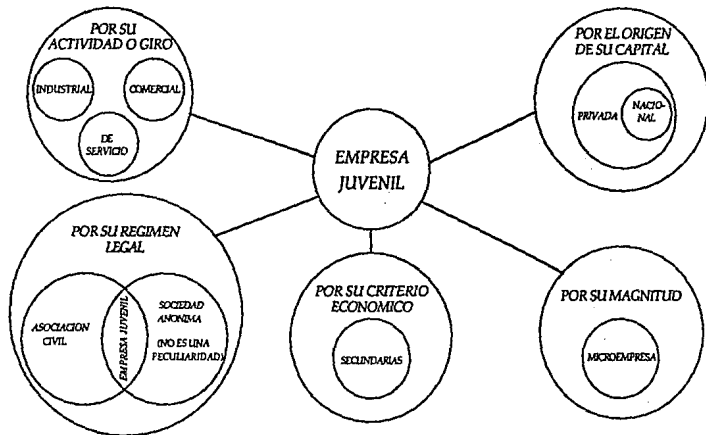 POR SU
ACTIVIDAD O GIRO
INDUSTRIAL
COMERCIAL
DE
SERVICIO
POR EL ORIGEN
DE SU CAPITAL
PRIVADA
NACIO-
NAL
EMPRESA
JUVENIL
POR SU REGIMEN
LEGAL
ASOCIACION
CIVIL
EMPRESA JUVENIL
SOCIEDAD
ANONIMA
(NO ES UNA
PECULIARIDAD)
POR SU CRITERIO
ECONOMICO
SECUNDARIAS
POR SU MAGNITUD
MICROEMPRESA